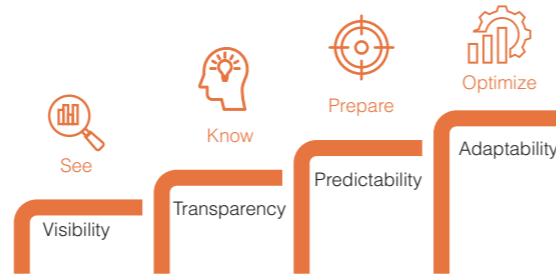 See
Visibility
Know
Transparency
Prepare
Predictability
Optimize
Adaptability